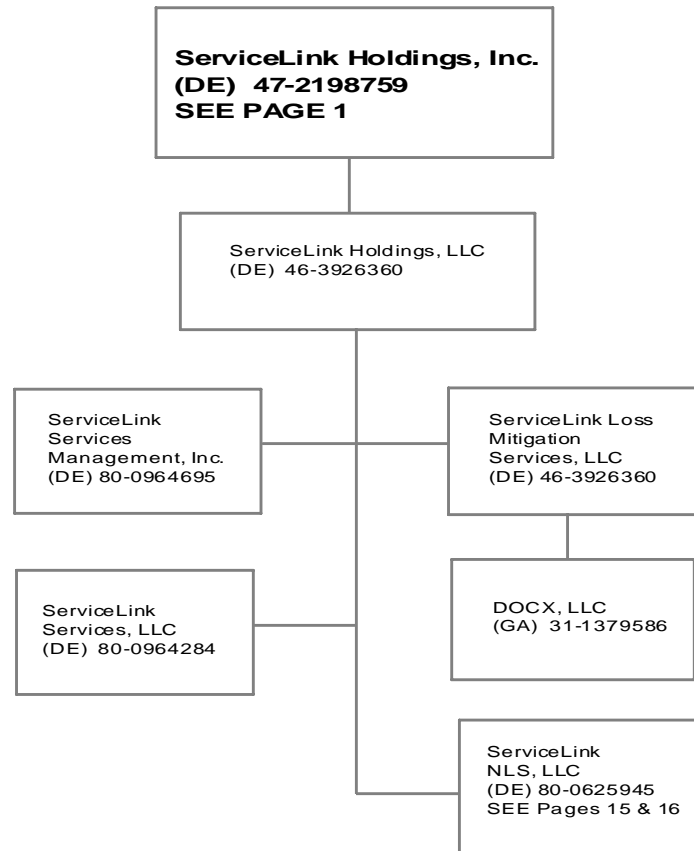 ServiceLink Holdings, Inc.
(DE) 47-2198759
SEE PAGE 1
ServiceLink Holdings, LLC
(DE) 46-3926360
ServiceLink
Services
Management, Inc.
(DE) 80-0964695
ServiceLink Loss
Mitigation
Services, LLC
(DE) 46-3926360
ServiceLink
Services, LLC
(DE) 80-0964284
DOCX, LLC
(GA) 31-1379586
ServiceLink
NLS, LLC
(DE) 80-0625945
SEE Pages 15 & 16